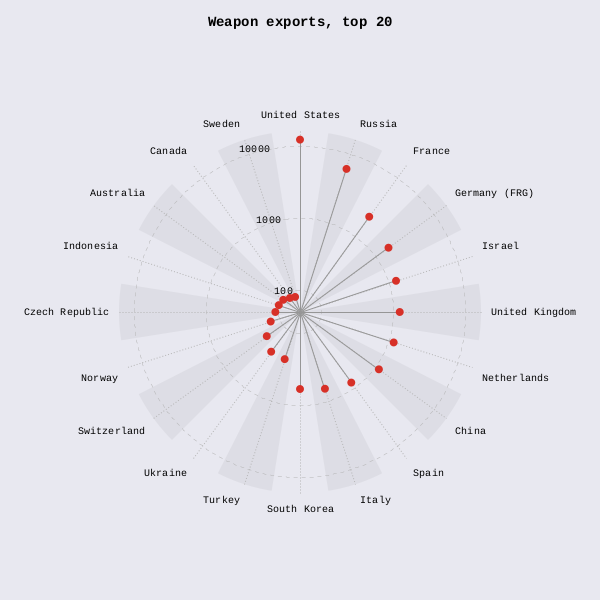 Weapon exports, top 20
United States
Russia
France
Germany (FRG)
Israel
United Kingdom
Netherlands
China
Spain
Italy
South Korea
Turkey
Ukraine
Switzerland
Norway
Czech Republic
Indonesia
Australia
Canada
Sweden
10000
1000
100